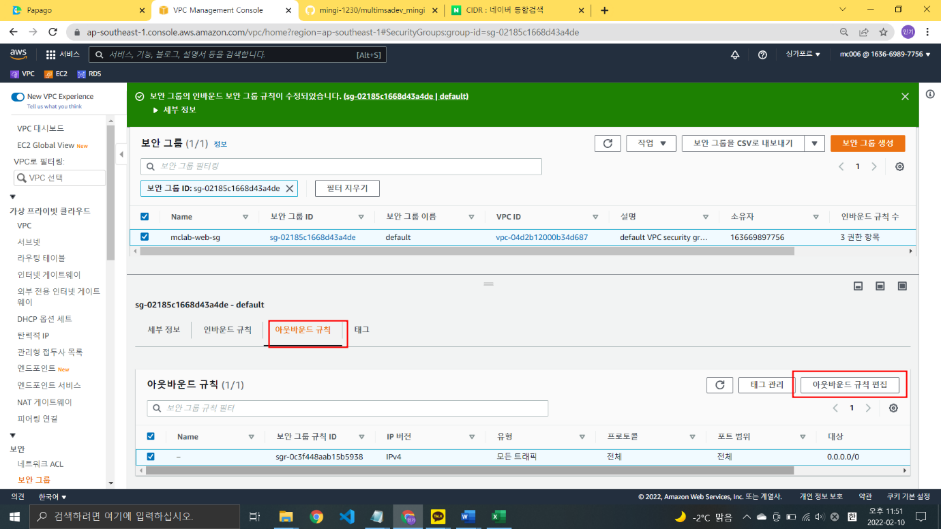 Papago
VPC Management Console
mingi-1230/multimsadev_mingi
CIDR : 네이버 통합검색
ap-southeast-1.console.aws.amazon.com/vpc/home?region=ap-southeast-1#SecurityGroups:group-id=sg-02185c1668d43a4de
민기
aws
서비스
서비스, 기능, 블로그, 설명서 등을 검색합니다.
[Alt+S]
싱가포르
mc006 @ 1636-6989-7756
VPC
EC2
RDS
New VPC Experience
Tell us what you think
보안 그룹의 인바운드 보안 그룹 규칙이 수정되었습니다. (sg-02185c1668d43a4de | default)
세부 정보
VPC 대시보드
EC2 Global View New
VPC로 필터링:
VPC 선택
가상 프라이빗 클라우드
VPC
서브넷
라우팅 테이블
인터넷 게이트웨이
외부 전용 인터넷 게이트
웨이
DHCP 옵션 세트
탄력적 IP
관리형 접두사 목록
엔드포인트 New
엔드포인트 서비스
NAT 게이트웨이
피어링 연결
보안
네트워크 ACL
보안 그룹
보안 그룹 (1/1) 정보
작업
보안 그룹을 CSV로 내보내기
보안 그룹 생성
보안 그룹 필터링
1
보안 그룹 ID: sg-02185c1668d43a4de
필터 지우기
Name
보안 그룹 ID
보안 그룹 이름
VPC ID
설명
소유자
인바운드 규칙 수
mclab-web-sg
sg-02185c1668d43a4de
default
vpc-04d2b12000b34d687
default VPC security gr...
163669897756
3 권한 항목
sg-02185c1668d43a4de - default
세부 정보
인바운드 규칙
아웃바운드 규칙
태그
아웃바운드 규칙 (1/1)
태그 관리
아웃바운드 규칙 편집
보안 그룹 규칙 필터
1
Name
보안 그룹 규칙 ID
IP 버전
유형
프로토콜
포트 범위
대상
–
sgr-0c3f448aab15b5938
IPv4
모든 트래픽
전체
전체
0.0.0.0/0
의견
한국어
© 2022, Amazon Web Services, Inc. 또는 계열사.
개인 정보 보호
약관
쿠키 기본 설정
검색하려면 여기에 입력하십시오.
-2°C 맑음
오후 11:51
2022-02-10